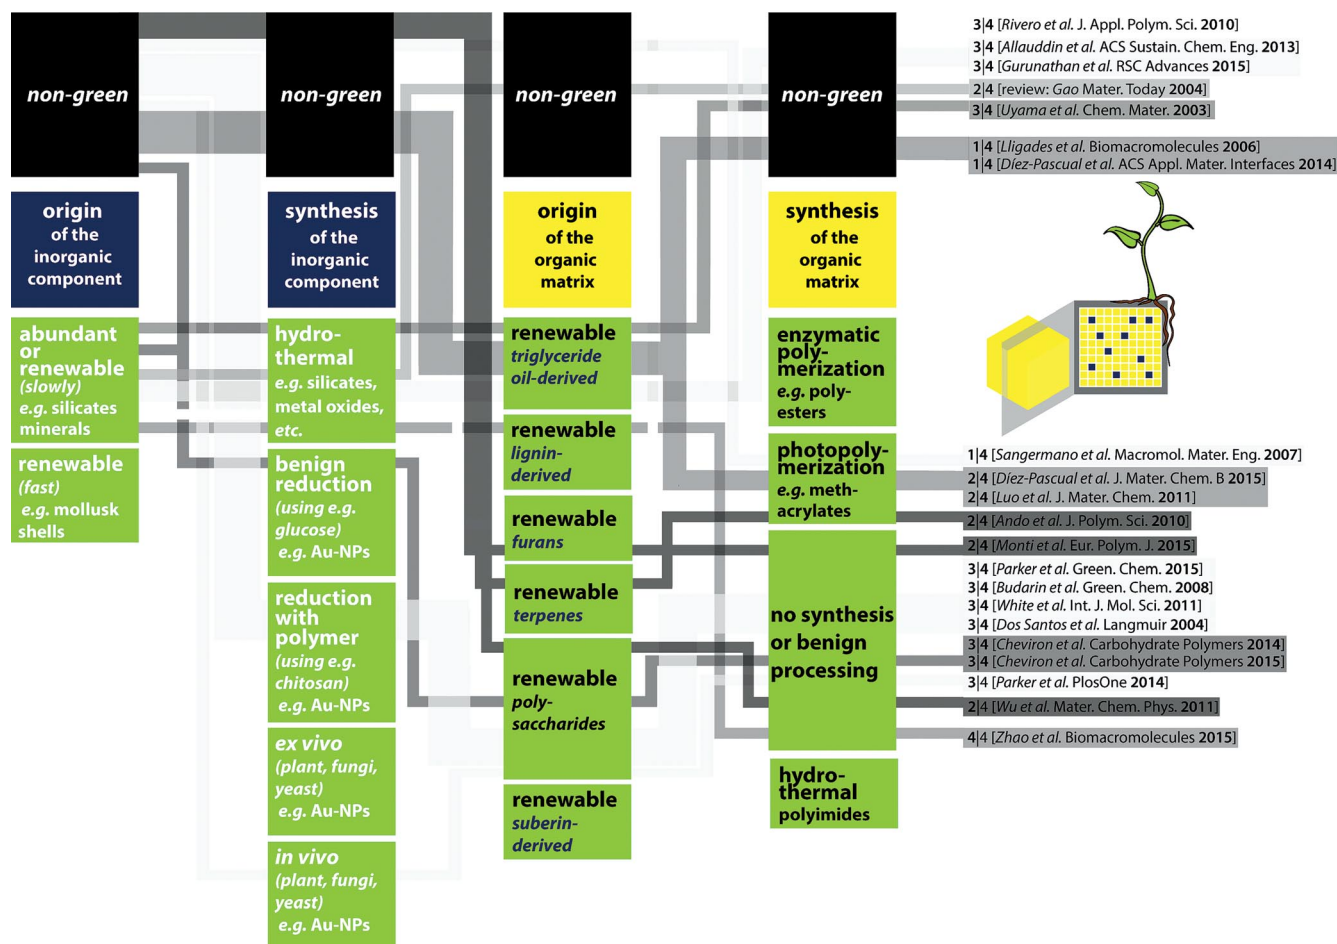 non-green
non-green
non-green
non-green
origin
of the
inorganic
component
synthesis
of the
inorganic
component
origin
of the
organic
matrix
synthesis
of the
organic
matrix
abundant
or
renewable
(slowly)
e.g. silicates
minerals
renewable
(fast)
e.g. mollusk
shells
hydro-
thermal
e.g. silicates,
metal oxides,
etc.
benign
reduction
(using e.g.
glucose)
e.g. Au-NPs
reduction
with
polymer
(using e.g.
chitosan)
e.g. Au-NPs
ex vivo
(plant, fungi,
yeast)
e.g. Au-NPs
in vivo
(plant, fungi,
yeast)
e.g. Au-NPs
renewable
triglyceride
oil-derived
renewable
lignin-
derived
renewable
furans
renewable
terpenes
renewable
poly-
saccharides
renewable
suberin-
derived
enzymatic
poly-
merization
e.g. poly-
esters
photopoly-
merization
e.g. meth-
acrylates
no synthesis
or benign
processing
hydro-
thermal
polyimides
3|4 [Rivero et al. J. Appl. Polym. Sci. 2010]
3|4 [Allauddin et al. ACS Sustain. Chem. Eng. 2013]
3|4 [Gurunathan et al. RSC Advances 2015]
2|4 [review: Gao Mater. Today 2004]
3|4 [Uyama et al. Chem. Mater. 2003]
1|4 [Lligades et al. Biomacromolecules 2006]
1|4 [Díez-Pascual et al. ACS Appl. Mater. Interfaces 2014]
1|4 [Sangermano et al. Macromol. Mater. Eng. 2007]
2|4 [Díez-Pascual et al. J. Mater. Chem. B 2015]
2|4 [Luo et al. J. Mater. Chem. 2011]
2|4 [Ando et al. J. Polym. Sci. 2010]
2|4 [Monti et al. Eur. Polym. J. 2015]
3|4 [Parker et al. Green. Chem. 2015]
3|4 [Budarin et al. Green. Chem. 2008]
3|4 [White et al. Int. J. Mol. Sci. 2011]
3|4 [Dos Santos et al. Langmuir 2004]
3|4 [Cheviron et al. Carbohydrate Polymers 2014]
3|4 [Cheviron et al. Carbohydrate Polymers 2015]
3|4 [Parker et al. PlosOne 2014]
2|4 [Wu et al. Mater. Chem. Phys. 2011]
4|4 [Zhao et al. Biomacromolecules 2015]